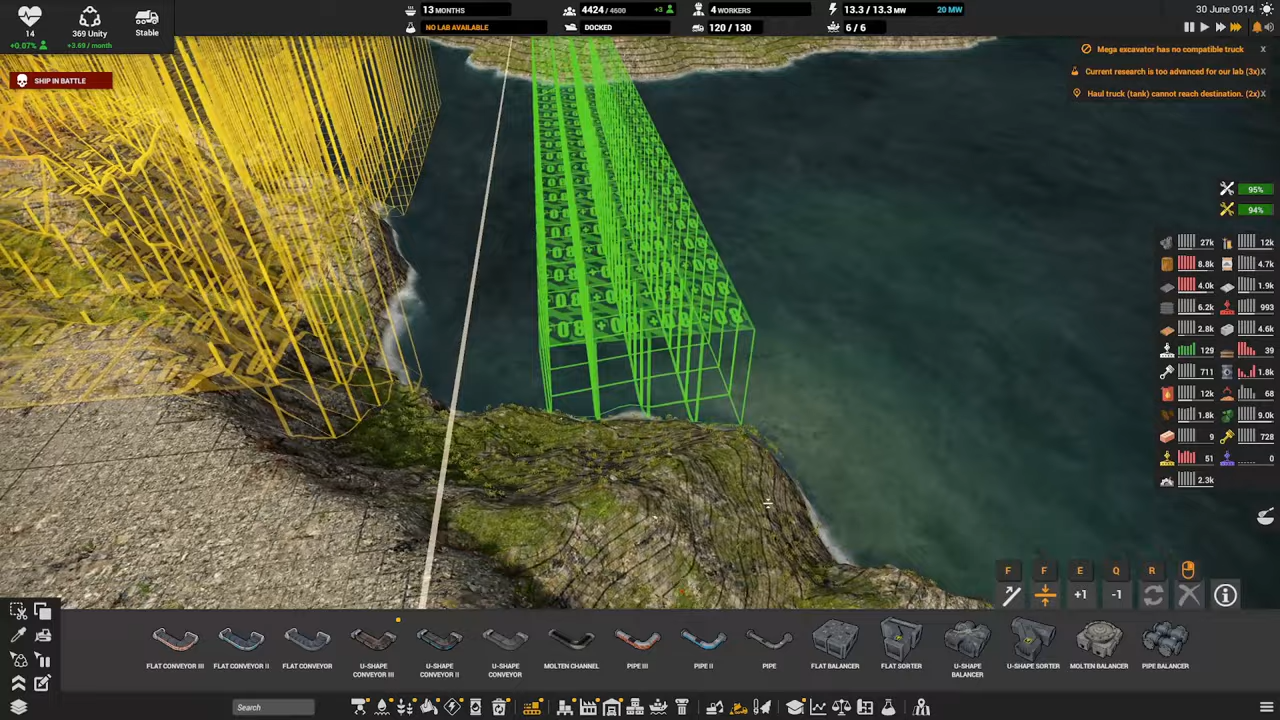 14
+0.07%
369 Unity
+3.69 / month
Stable
SHIP IN BATTLE
13 MONTHS
NO LAB AVAILABLE
4424 / 4600 +3
DOCKED
4 WORKERS
120 / 130
13.3 / 13.3 MW 20 MW
6 / 6
30 June 0914
Mega excavator has no compatible truck X
Current research is too advanced for our lab (3x) X
Haul truck (tank) cannot reach destination. (2x) X
95%
94%
27k 12k
8.8k 4.7k
4.0k 1.9k
6.2k 993
2.8k 4.6k
129 39
711 1.8k
12k 68
1.8k 9.0k
9 728
51 0
2.3k
F F E Q R
+1 -1
FLAT CONVEYOR III
FLAT CONVEYOR II
FLAT CONVEYOR
U-SHAPE CONVEYOR III
U-SHAPE CONVEYOR II
U-SHAPE CONVEYOR
MOLTEN CHANNEL
PIPE III
PIPE II
PIPE
FLAT BALANCER
FLAT SORTER
U-SHAPE BALANCER
U-SHAPE SORTER
MOLTEN BALANCER
PIPE BALANCER
Search